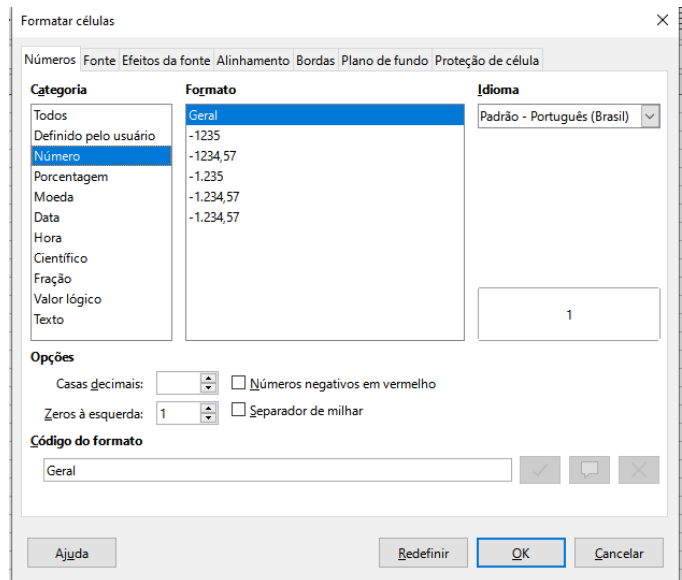 Formatar células
Números Fonte Efeitos da fonte Alinhamento Bordas Plano de fundo Proteção de célula
Categoria
Todos
Definido pelo usuário
Número
Porcentagem
Moeda
Data
Hora
Científico
Fração
Valor lógico
Texto
Formato
Geral
-1235
-1234,57
-1.235
-1.234,57
-1.234,57
Idioma
Padrão - Português (Brasil)
1
Opções
Casas decimais:
Números negativos em vermelho
Zeros à esquerda: 1
Separador de milhar
Código do formato
Geral
Ajuda
Redefinir
OK
Cancelar